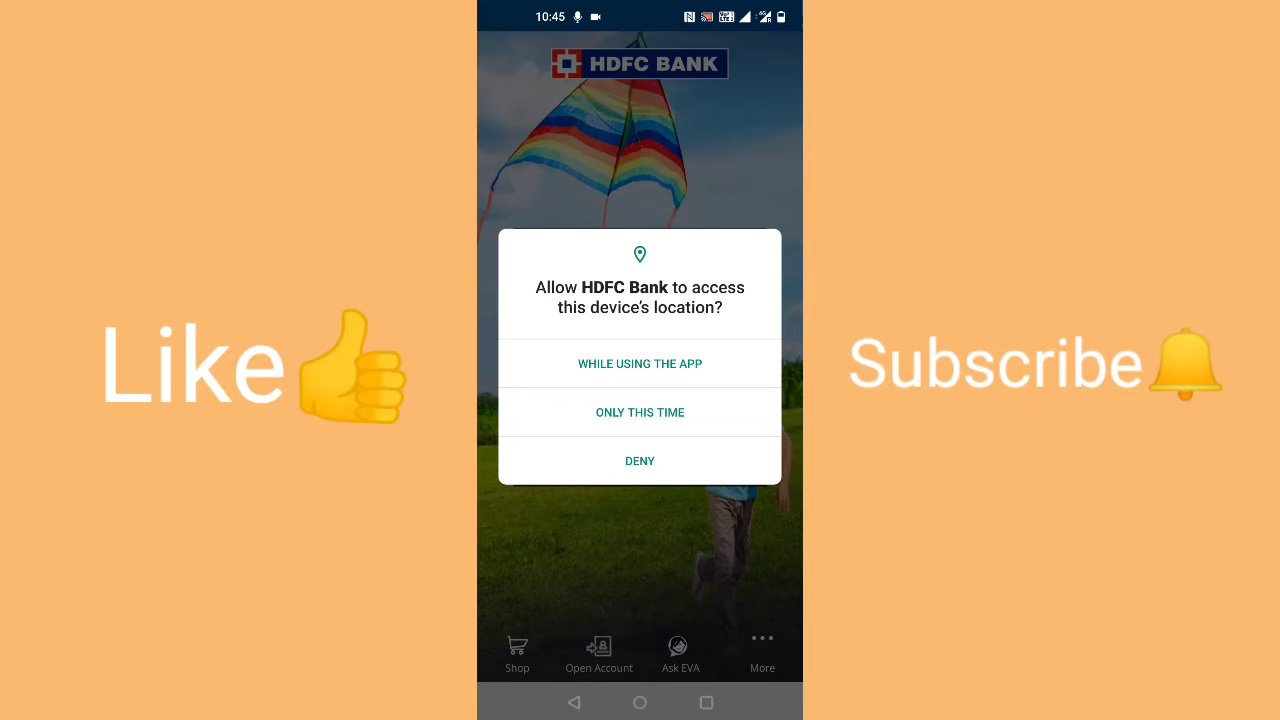 10:45
HDFC BANK
Allow HDFC Bank to access
this device's location?
WHILE USING THE APP
ONLY THIS TIME
DENY
Like👍
Subscribe🔔
Shop
Open Account
Ask EVA
More